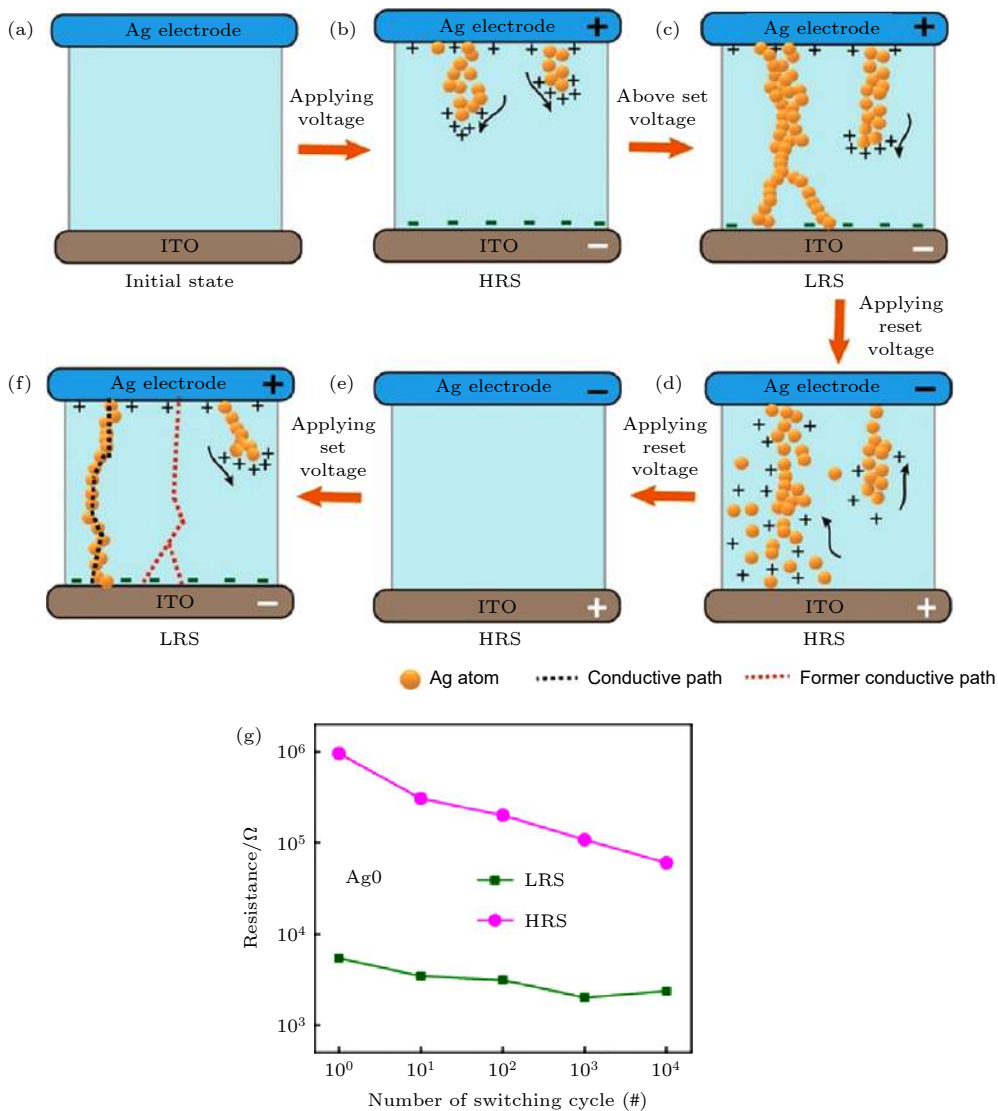 (a)
Ag electrode
ITO
Initial state
Applying
voltage
(b)
Ag electrode +
+ + + + +
+ + + +
+ + + + +
ITO −
HRS
Above set
voltage
(c)
Ag electrode +
ITO −
LRS
Applying
reset
voltage
(d)
Ag electrode −
ITO +
HRS
Applying
reset
voltage
(e)
Ag electrode −
ITO +
HRS
Applying
set
voltage
(f)
Ag electrode +
ITO −
LRS
Ag atom
Conductive path
Former conductive path
(g)
Resistance/Ω
10⁶
10⁵
10⁴
10³
Ag0
LRS
HRS
10⁰ 10¹ 10² 10³ 10⁴
Number of switching cycle (#)